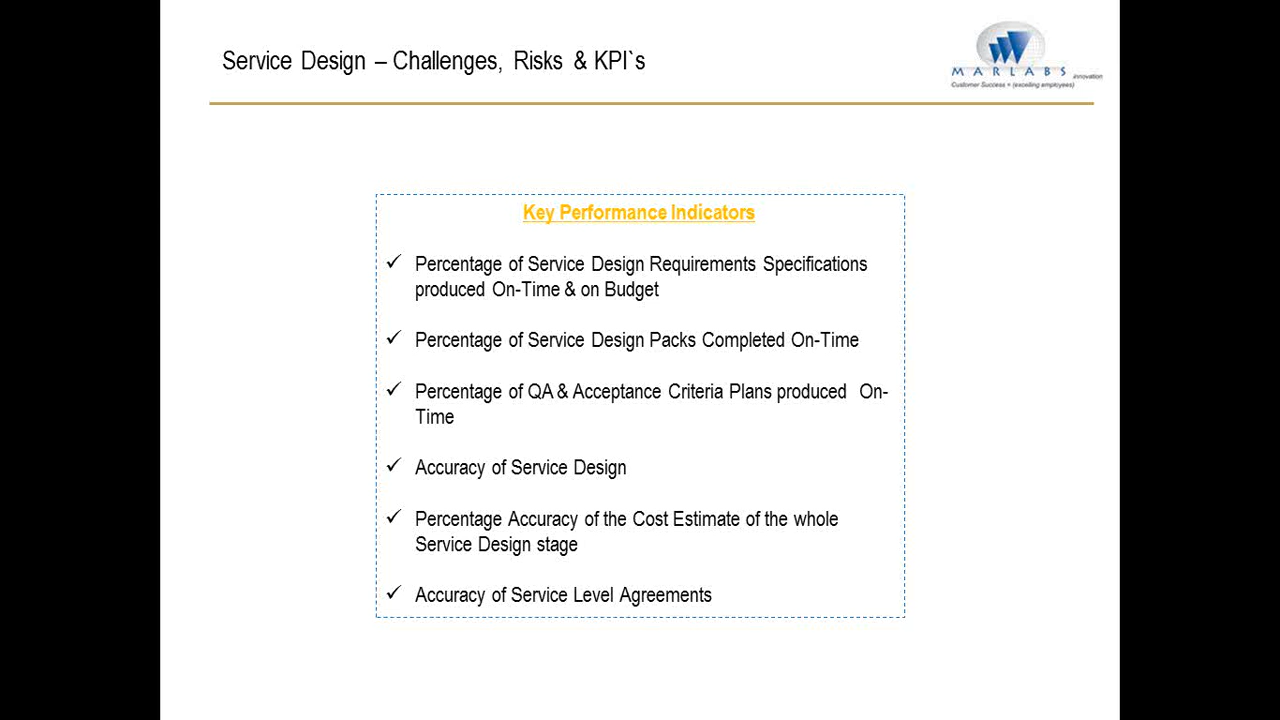 Service Design – Challenges, Risks & KPI`s
MARLABS innovation
Customer Success = (excelling employees)
Key Performance Indicators
✓ Percentage of Service Design Requirements Specifications
produced On-Time & on Budget
✓ Percentage of Service Design Packs Completed On-Time
✓ Percentage of QA & Acceptance Criteria Plans produced On-
Time
✓ Accuracy of Service Design
✓ Percentage Accuracy of the Cost Estimate of the whole
Service Design stage
✓ Accuracy of Service Level Agreements